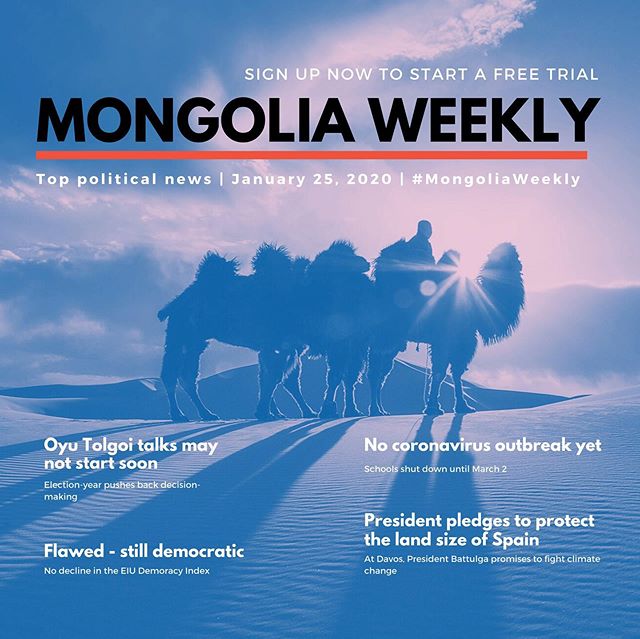 SIGN UP NOW TO START A FREE TRIAL
MONGOLIA WEEKLY
Top political news | January 25, 2020 | #MongoliaWeekly
Oyu Tolgoi talks may
not start soon
Election-year pushes back decision-
making
Flawed - still democratic
No decline in the EIU Demoracy Index
No coronavirus outbreak yet
Schools shut down until March 2
President pledges to protect
the land size of Spain
At Davos, President Battulga promises to fight climate
change